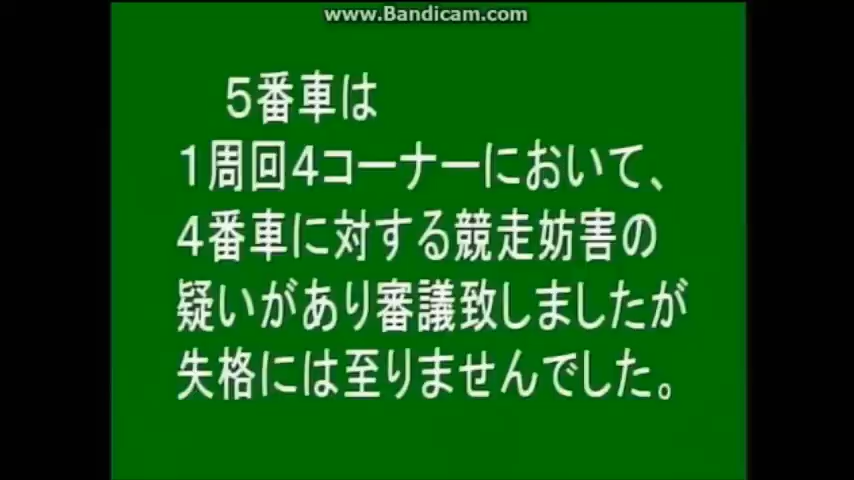 www.Bandicam.com
5番車は
1周回4コーナーにおいて、
4番車に対する競走妨害の
疑いがあり審議致しましたが
失格には至りませんでした。